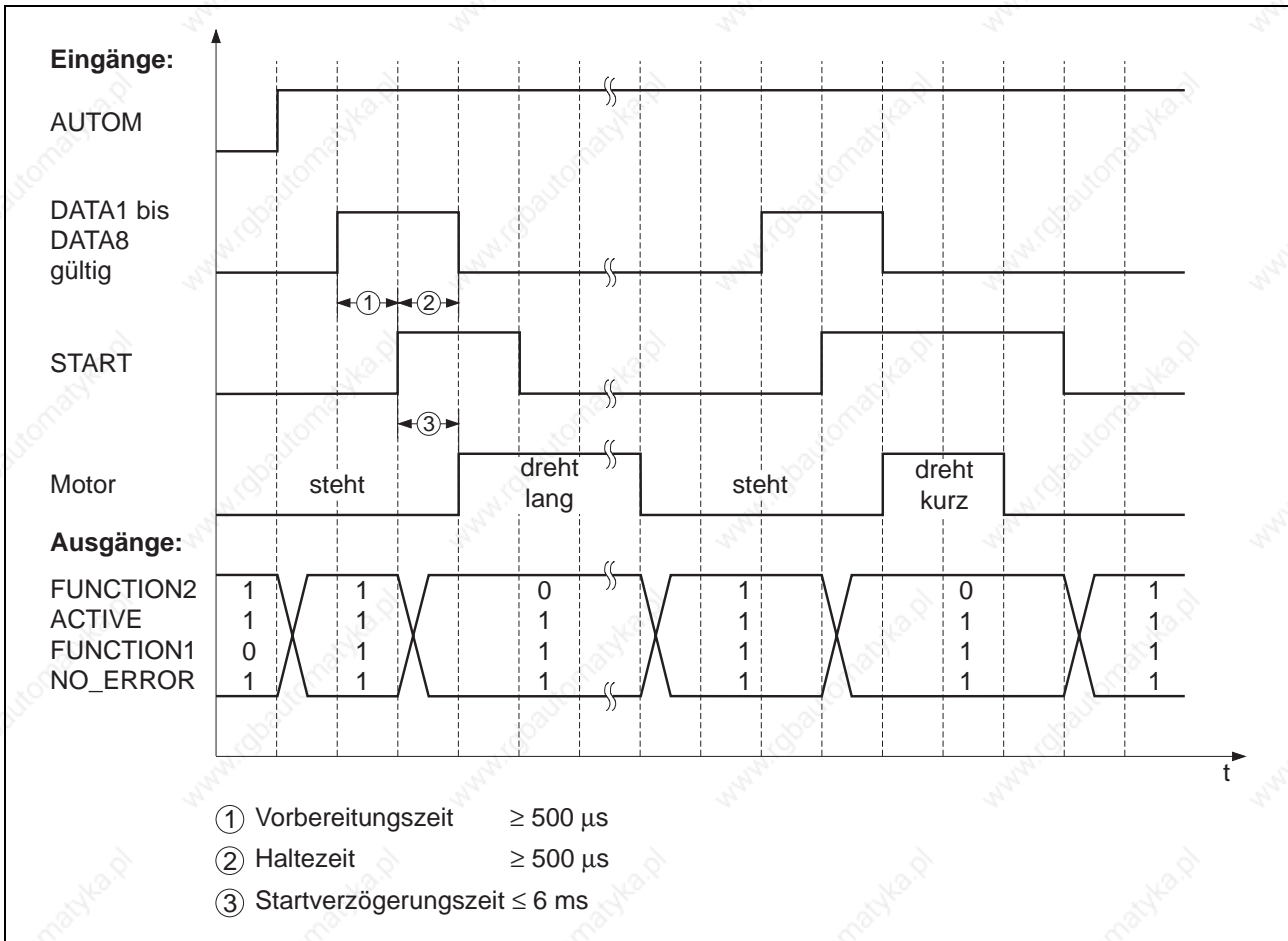 Eingänge:
AUTOM
DATA1 bis
DATA8
gültig
1 2
START
3
Motor steht dreht lang steht dreht kurz
Ausgänge:
FUNCTION2 1 1 0 1 0 1
ACTIVE 1 1 1 1 1 1
FUNCTION1 0 1 1 1 1 1
NO_ERROR 1 1 1 1 1 1
t
1 Vorbereitungszeit ≥ 500 µs
2 Haltezeit ≥ 500 µs
3 Startverzögerungszeit ≤ 6 ms
www.rgbautomatyka.pl